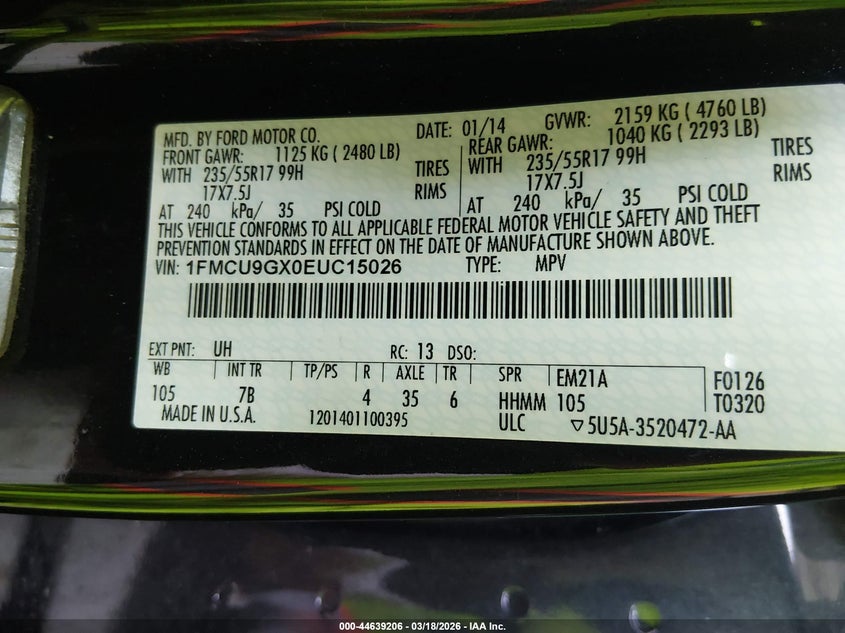 MFD. BY FORD MOTOR CO. DATE: 01/14 GVWR: 2159 KG ( 4760 LB)
FRONT GAWR: 1125 KG ( 2480 LB) REAR GAWR: 1040 KG ( 2293 LB)
WITH 235/55R17 99H TIRES WITH 235/55R17 99H TIRES
17X7.5J RIMS 17X7.5J RIMS
AT 240 kPa/ 35 PSI COLD AT 240 kPa/ 35 PSI COLD
THIS VEHICLE CONFORMS TO ALL APPLICABLE FEDERAL MOTOR VEHICLE SAFETY AND THEFT
PREVENTION STANDARDS IN EFFECT ON THE DATE OF MANUFACTURE SHOWN ABOVE.
VIN: 1FMCU9GX0EUC15026 TYPE: MPV
EXT PNT: UH RC: 13 DSO:
WB INT TR TP/PS R AXLE TR SPR EM21A F0126
105 7B 4 35 6 HHMM 105 T0320
MADE IN U.S.A. 1201401100395 ULC ▽5U5A-3520472-AA
000-44639206 - 03/18/2026 - IAA Inc.